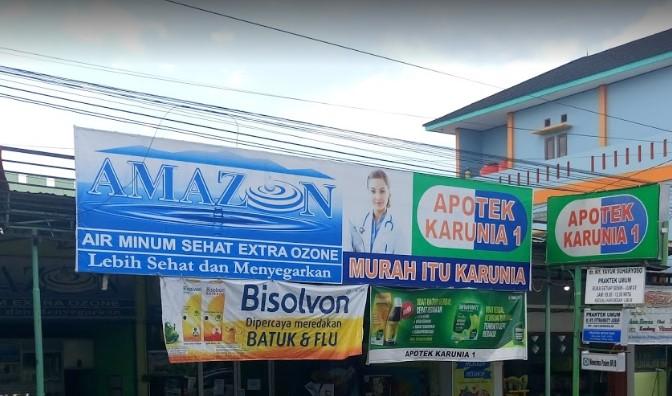 AMAZON
AIR MINUM SEHAT EXTRA OZONE
Lebih Sehat dan Menyegarkan
APOTEK
KARUNIA 1
MURAH ITU KARUNIA
APOTEK
KARUNIA 1
Bisolvon
Dipercaya meredakan
BATUK & FLU
APOTEK KARUNIA 1
PRAKTEK UMUM
PRAKTEK UMUM